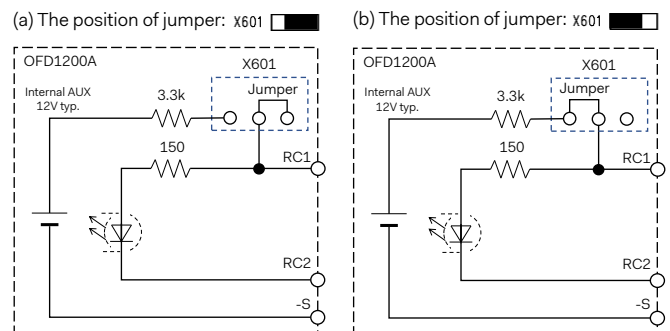 (a) The position of jumper: X601
OFD1200A
X601
Internal AUX
12V typ.
3.3k
Jumper
150
RC1
RC2
-S
(b) The position of jumper: X601
OFD1200A
X601
Internal AUX
12V typ.
3.3k
Jumper
150
RC1
RC2
-S